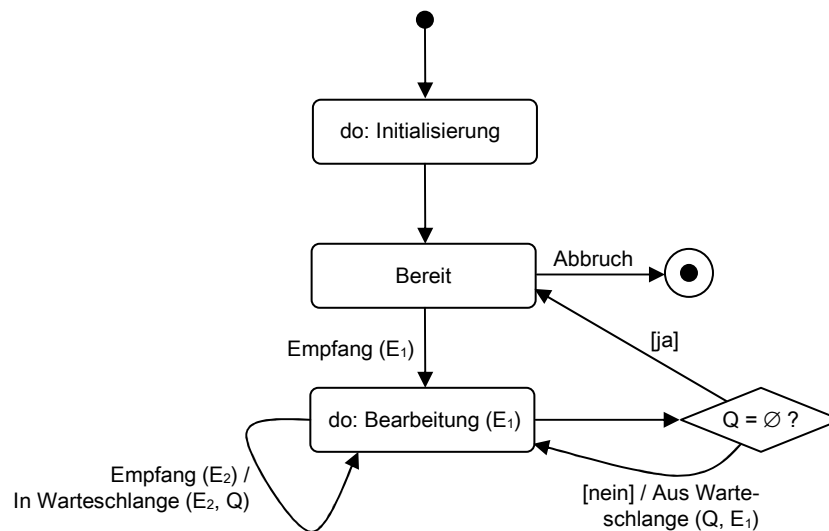 do: Initialisierung
Bereit
Abbruch
[ja]
Empfang (E₁)
do: Bearbeitung (E₁)
Q = ∅ ?
Empfang (E₂) /
In Warteschlange (E₂, Q)
[nein] / Aus Warte-
schlange (Q, E₁)